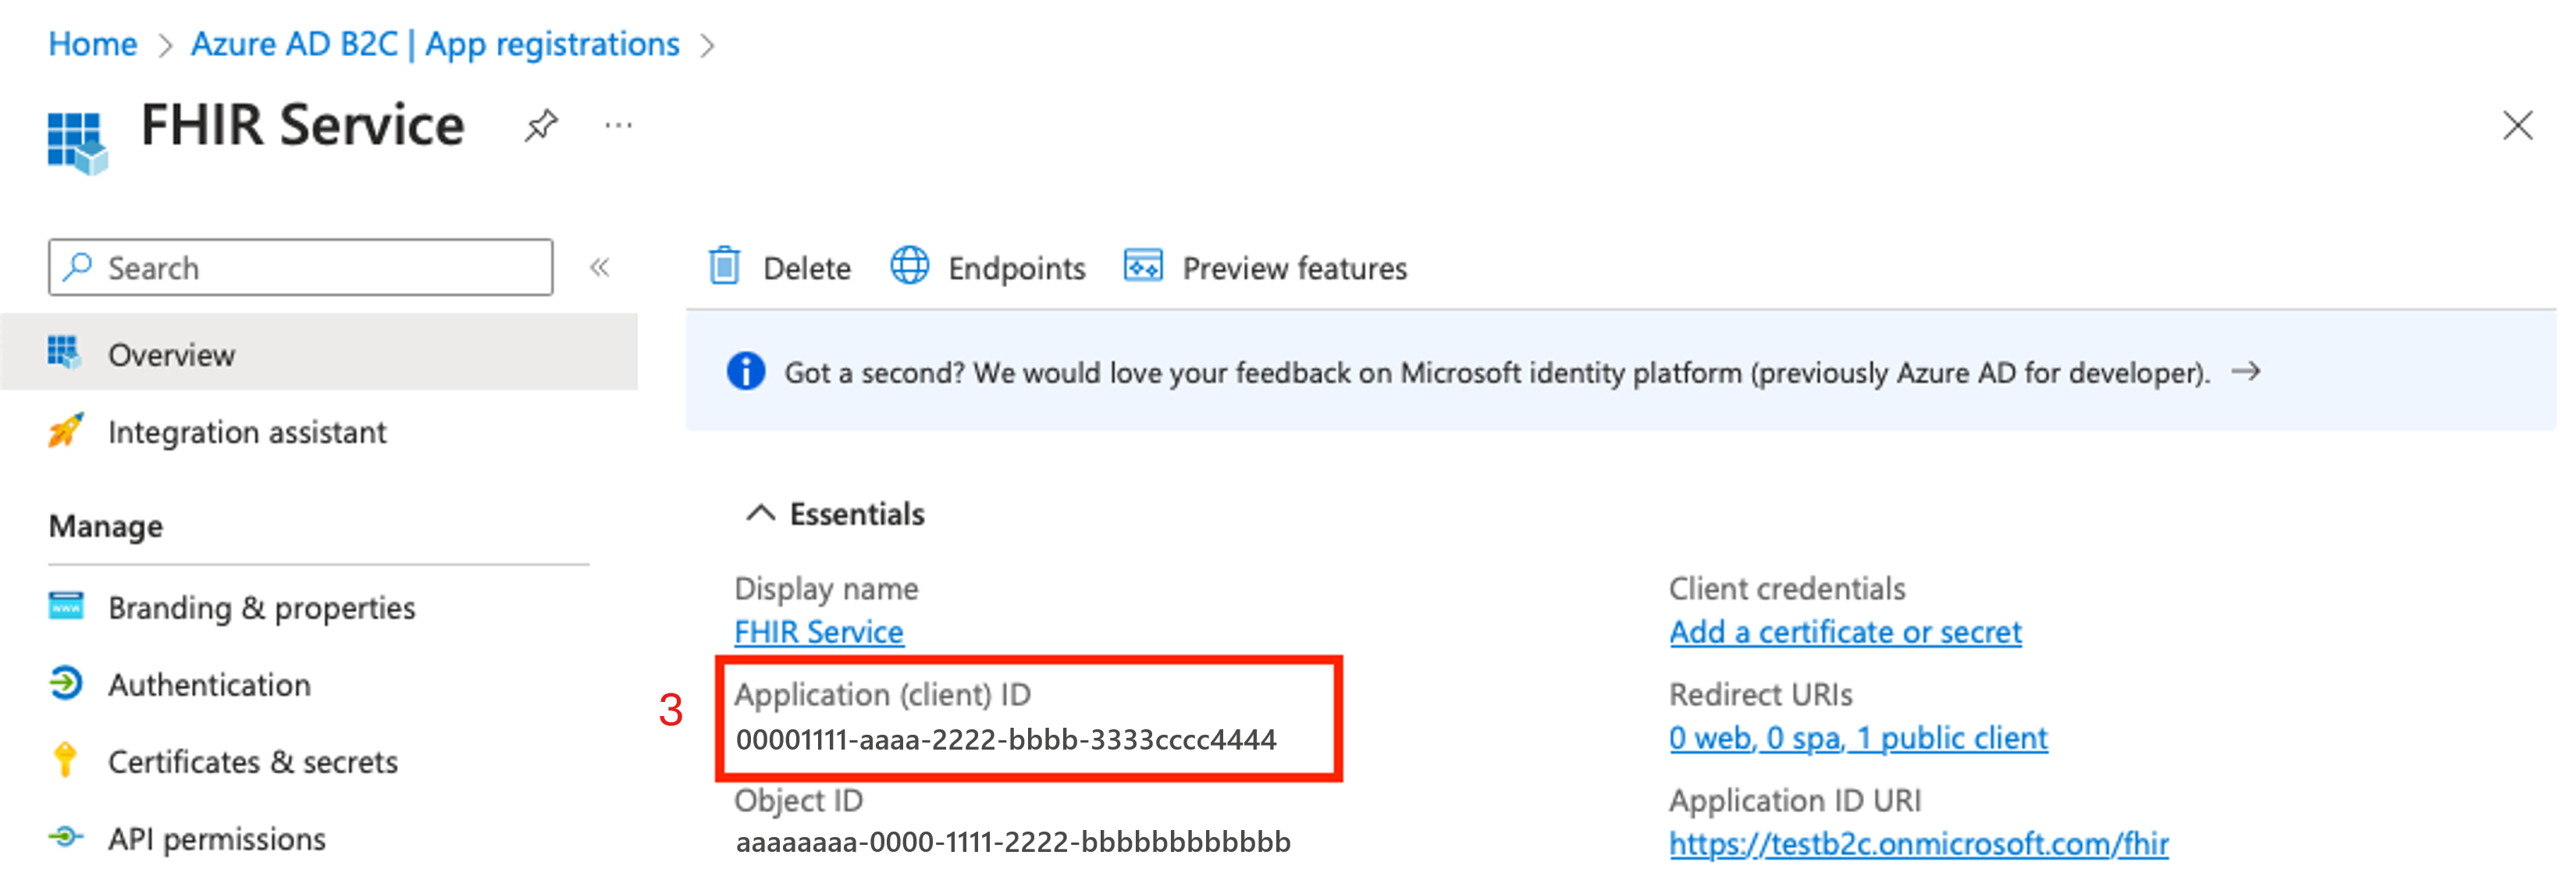 Home > Azure AD B2C | App registrations >
FHIR Service
Search
Overview
Integration assistant
Manage
Branding & properties
Authentication
Certificates & secrets
API permissions
Delete
Endpoints
Preview features
Got a second? We would love your feedback on Microsoft identity platform (previously Azure AD for developer). →
Essentials
Display name
FHIR Service
3
Application (client) ID
00001111-aaaa-2222-bbbb-3333cccc4444
Object ID
aaaaaaaa-0000-1111-2222-bbbbbbbbbbbb
Client credentials
Add a certificate or secret
Redirect URIs
0 web, 0 spa, 1 public client
Application ID URI
https://testb2c.onmicrosoft.com/fhir